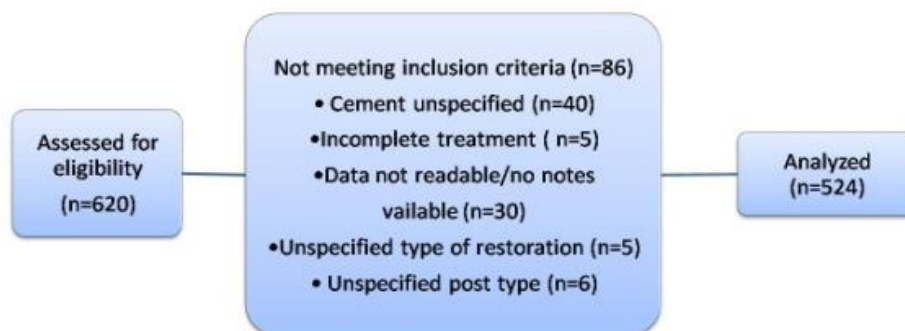 Assessed for
eligibility
(n=620)
Not meeting inclusion criteria (n=86)
• Cement unspecified (n=40)
•Incomplete treatment ( n=5)
•Data not readable/no notes
vailable (n=30)
•Unspecified type of restoration (n=5)
• Unspecified post type (n=6)
Analyzed
(n=524)